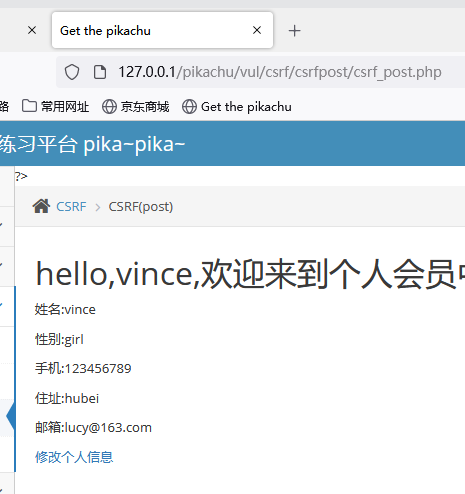 Get the pikachu
127.0.0.1/pikachu/vul/csrf/csrfpost/csrf_post.php
路 常用网址 京东商城 Get the pikachu
练习平台 pika~pika~
?>
CSRF CSRF(post)
hello,vince,欢迎来到个人会员中
姓名:vince
性别:girl
手机:123456789
住址:hubei
邮箱:lucy@163.com
修改个人信息